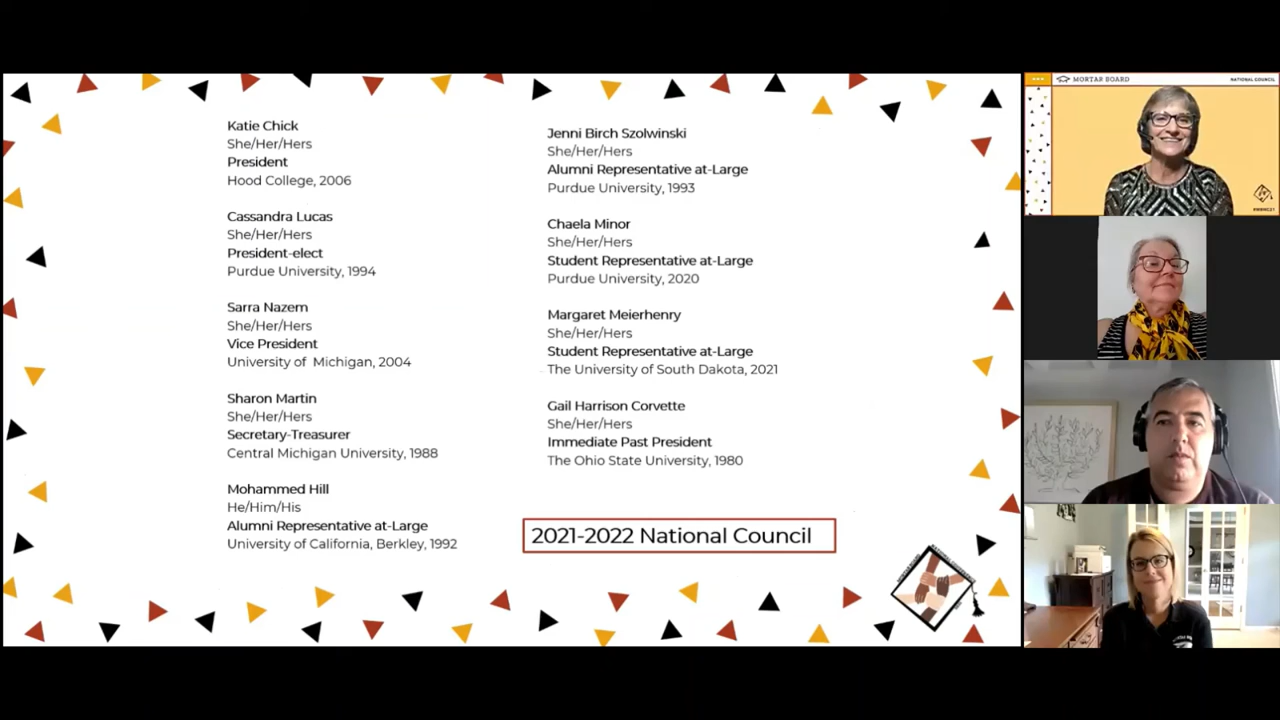 Katie Chick
She/Her/Hers
President
Hood College, 2006
Cassandra Lucas
She/Her/Hers
President-elect
Purdue University, 1994
Sarra Nazem
She/Her/Hers
Vice President
University of Michigan, 2004
Sharon Martin
She/Her/Hers
Secretary-Treasurer
Central Michigan University, 1988
Mohammed Hill
He/Him/His
Alumni Representative at-Large
University of California, Berkley, 1992
Jenni Birch Szolwinski
She/Her/Hers
Alumni Representative at-Large
Purdue University, 1993
Chaela Minor
She/Her/Hers
Student Representative at-Large
Purdue University, 2020
Margaret Meierhenry
She/Her/Hers
Student Representative at-Large
The University of South Dakota, 2021
Gail Harrison Corvette
She/Her/Hers
Immediate Past President
The Ohio State University, 1980
2021-2022 National Council
MORTAR BOARD
NATIONAL COUNCIL